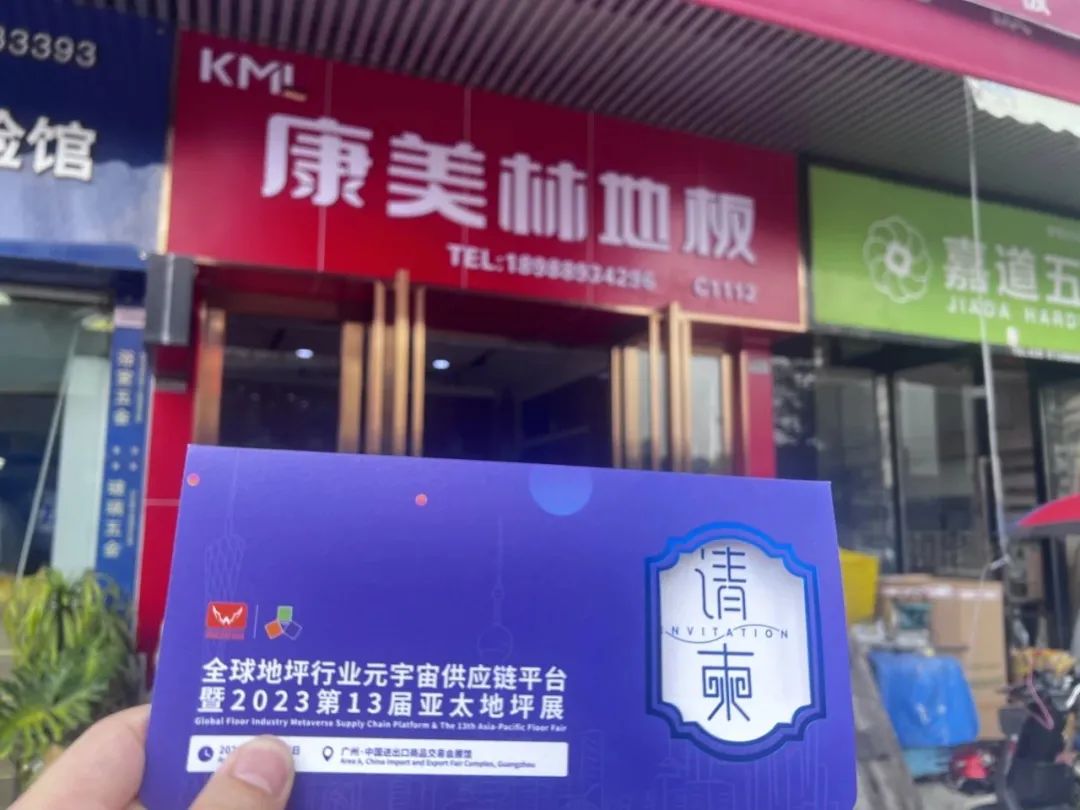 33393
验馆
KML
康美林地板
TEL:18988934296 C1112
嘉道五
JIADA HARD
请柬
INVITATION
全球地坪行业元宇宙供应链平台
暨2023第13届亚太地坪展
Global Floor Industry Metaverse Supply Chain Platform & The 13th Asia-Pacific Floor Fair
广州·中国进出口商品交易会展馆
Area A, China Import and Export Fair Complex, Guangzhou